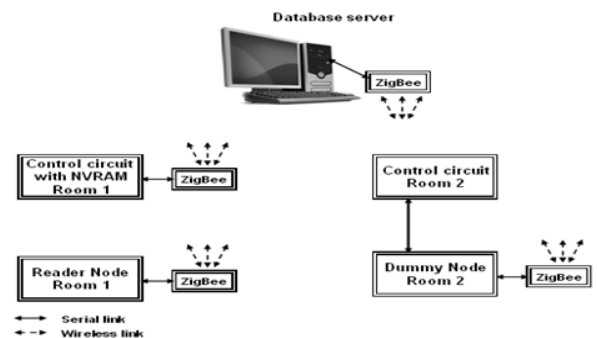 Database server
ZigBee
Control circuit
with NVRAM
Room 1
ZigBee
Control circuit
Room 2
Reader Node
Room 1
ZigBee
Dummy Node
Room 2
ZigBee
Serial link
Wireless link